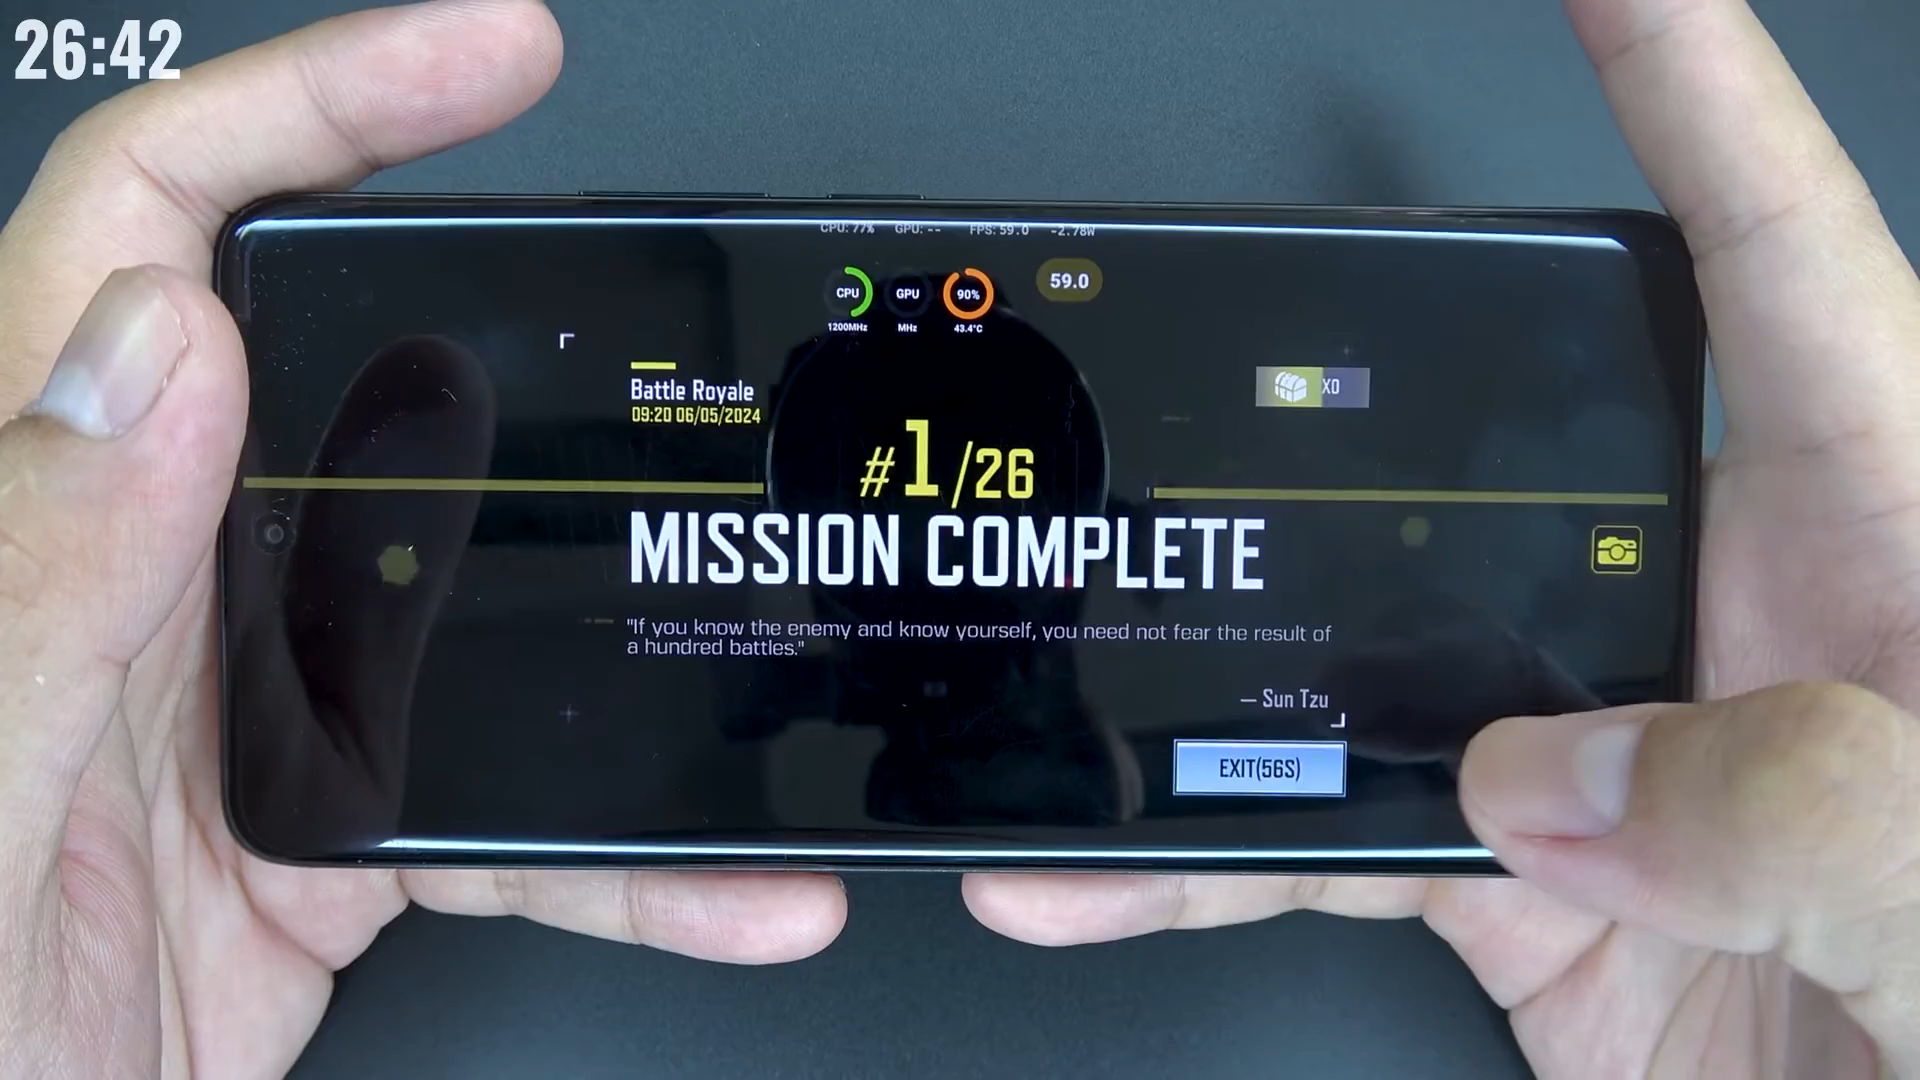 26:42
CPU: 77% GPU: -- FPS: 59.0 -2.78W
CPU GPU 90% 59.0
1200MHz MHz 43.4°C
Battle Royale
09:20 06/05/2024
X0
#1/26
MISSION COMPLETE
"If you know the enemy and know yourself, you need not fear the result of
a hundred battles."
— Sun Tzu
EXIT(56S)